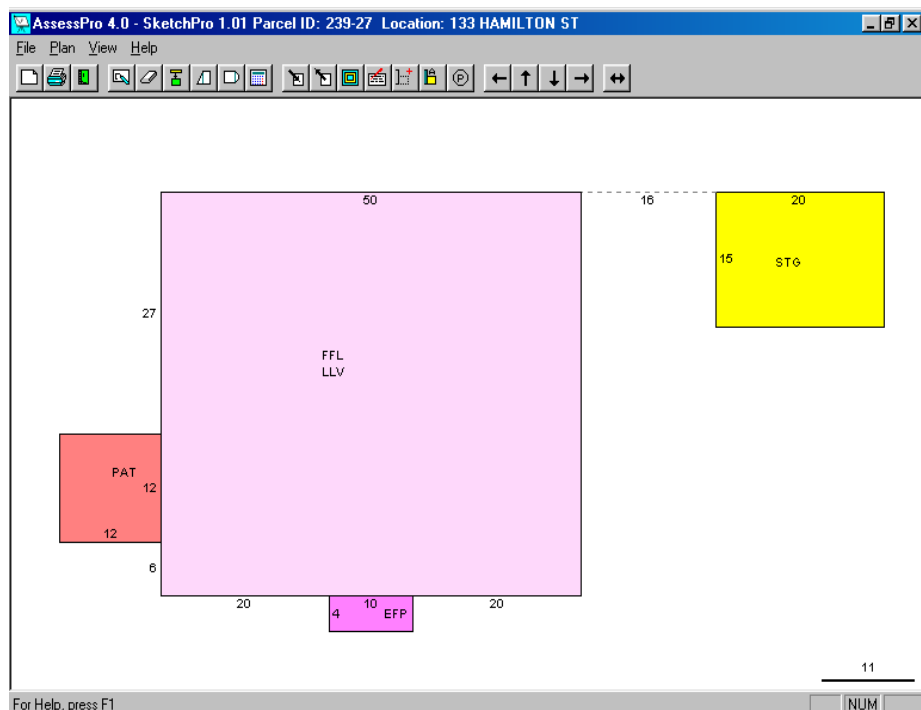 AssessPro 4.0 - SketchPro 1.01 Parcel ID: 239-27 Location: 133 HAMILTON ST
File Plan View Help
P
50
16
20
15 STG
27
FFL
LLV
PAT
12
12
6
20 10 20
4 EFP
11
For Help, press F1 NUM